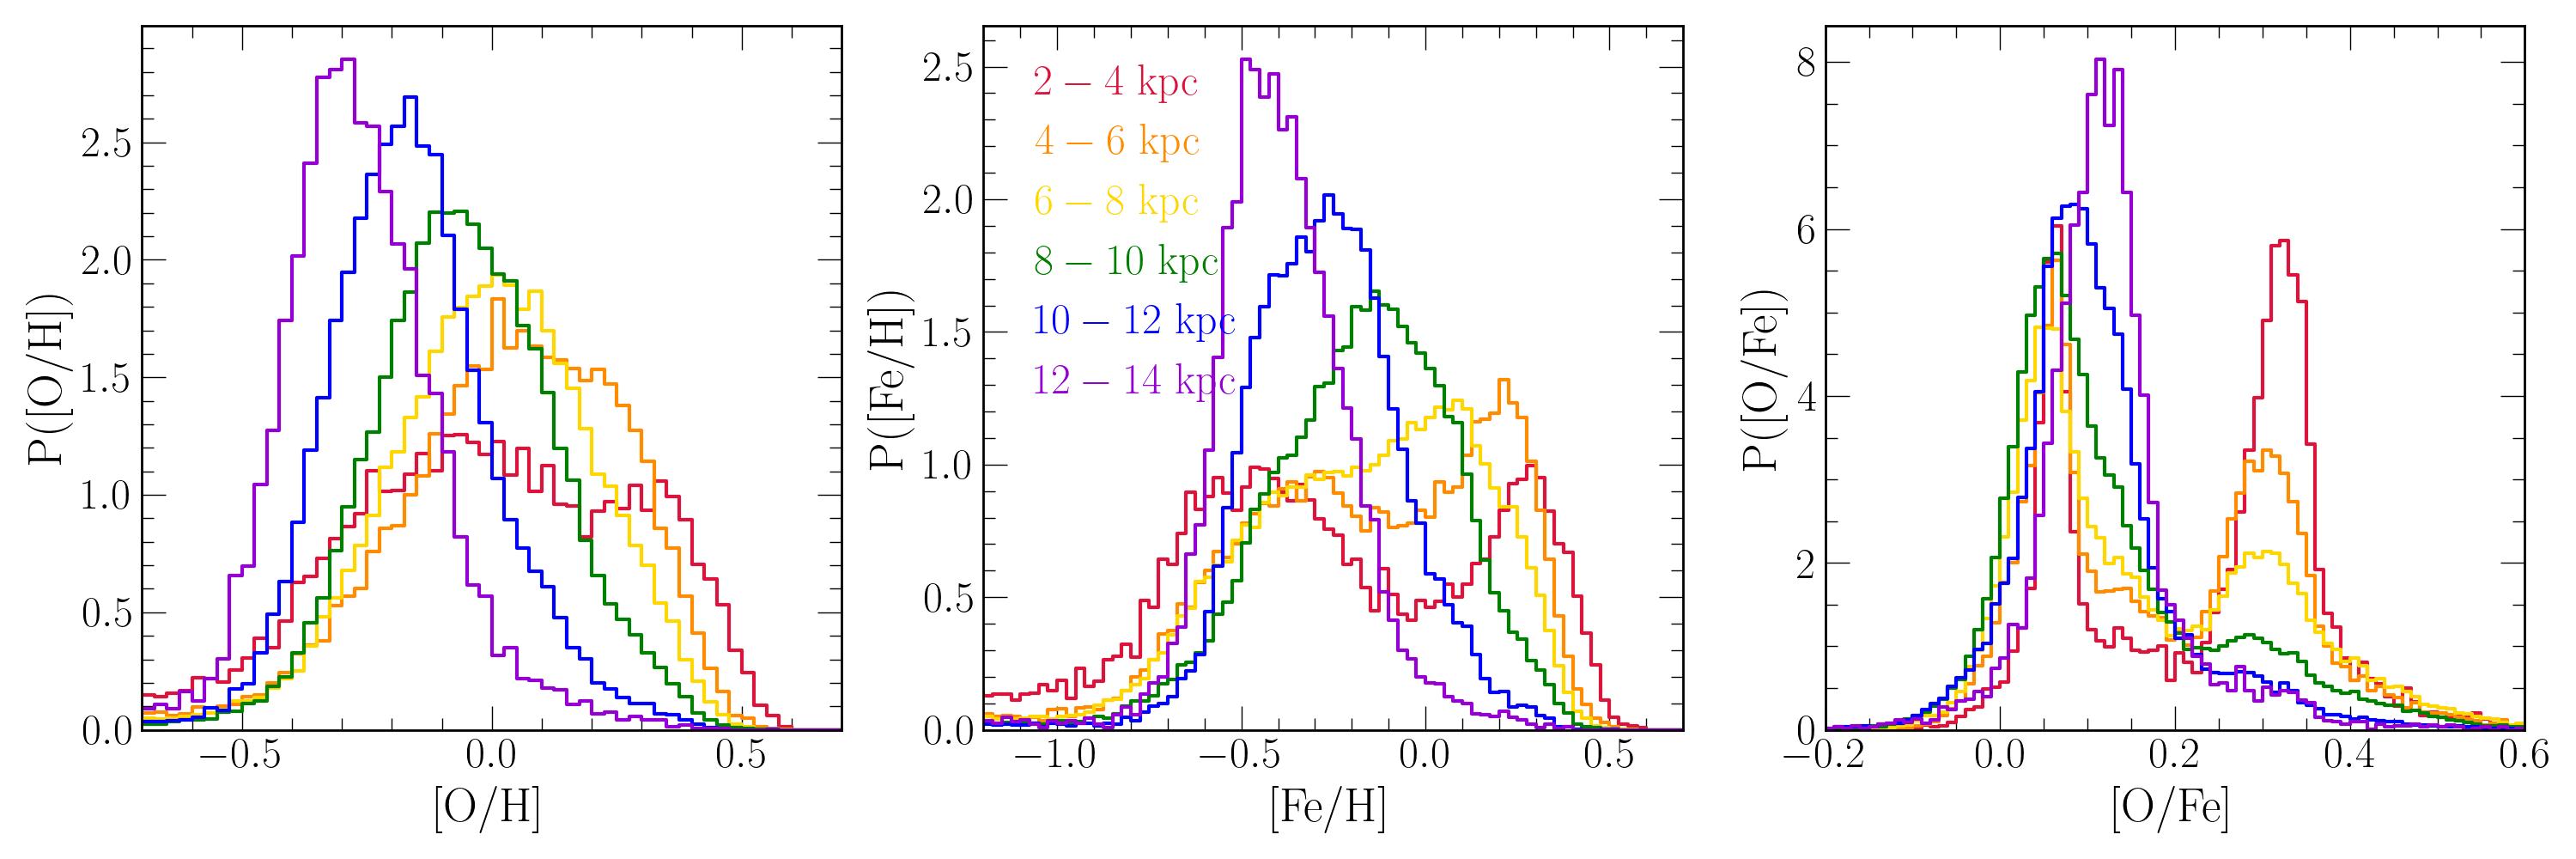 P([O/H])
2.5
2.0
1.5
1.0
0.5
0.0
−0.5 0.0 0.5
[O/H]
P([Fe/H])
2.5
2.0
1.5
1.0
0.5
0.0
2 − 4 kpc
4 − 6 kpc
6 − 8 kpc
8 − 10 kpc
10 − 12 kpc
12 − 14 kpc
−1.0 −0.5 0.0 0.5
[Fe/H]
P([O/Fe])
8
6
4
2
0
−0.2 0.0 0.2 0.4 0.6
[O/Fe]